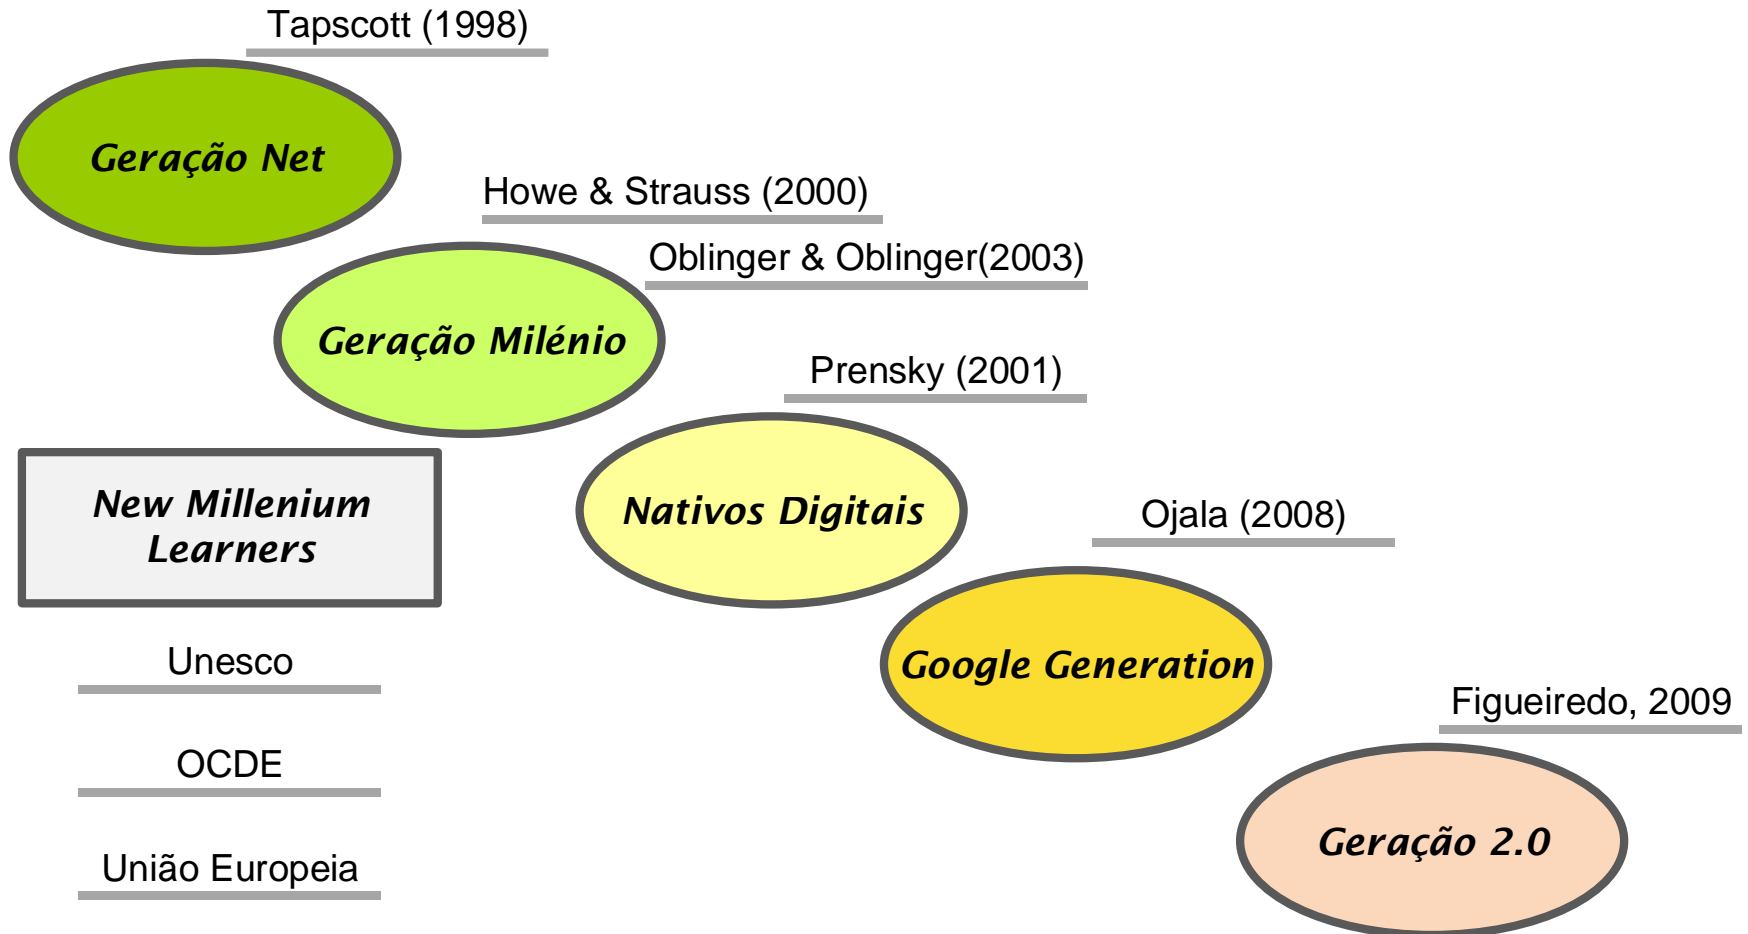 Tapscott (1998)
Geração Net
Howe & Strauss (2000)
Oblinger & Oblinger(2003)
Geração Milénio
Prensky (2001)
Nativos Digitais
New Millenium
Learners
Unesco
OCDE
União Europeia
Ojala (2008)
Google Generation
Figueiredo, 2009
Geração 2.0